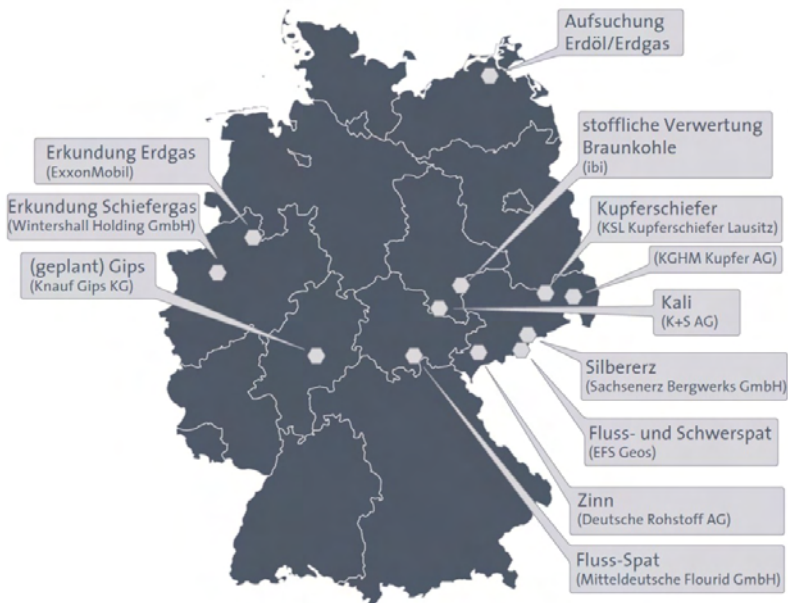 Aufsuchung
Erdöl/Erdgas
stoffliche Verwertung
Braunkohle
(ibi)
Erkundung Erdgas
(ExxonMobil)
Erkundung Schiefergas
(Wintershall Holding GmbH)
(geplant) Gips
(Knauf Gips KG)
Kupferschiefer
(KSL Kupferschiefer Lausitz)
(KGHM Kupfer AG)
Kali
(K+S AG)
Silbererz
(Sachsenerz Bergwerks GmbH)
Fluss- und Schwerspat
(EFS Geos)
Zinn
(Deutsche Rohstoff AG)
Fluss-Spat
(Mitteldeutsche Flourid GmbH)